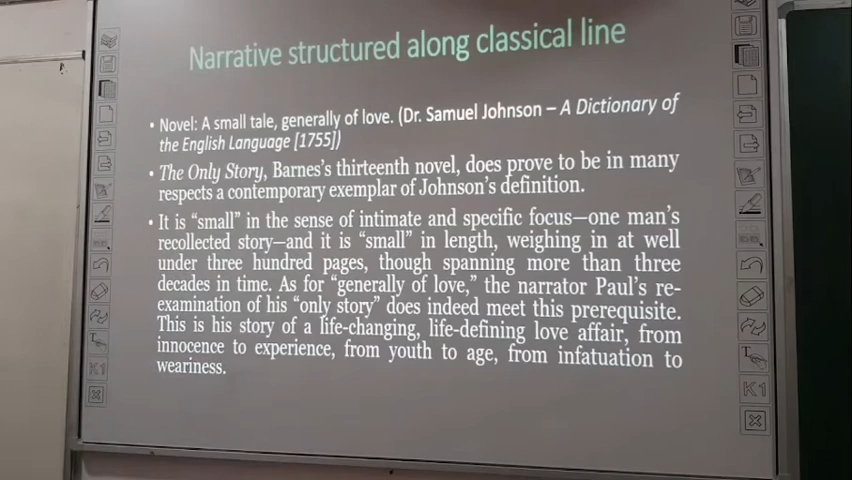 Narrative structured along classical line
• Novel: A small tale, generally of love. (Dr. Samuel Johnson – A Dictionary of
the English Language [1755])
• The Only Story, Barnes's thirteenth novel, does prove to be in many
respects a contemporary exemplar of Johnson's definition.
• It is “small” in the sense of intimate and specific focus—one man's
recollected story—and it is “small” in length, weighing in at well
under three hundred pages, though spanning more than three
decades in time. As for “generally of love,” the narrator Paul's re-
examination of his “only story” does indeed meet this prerequisite.
This is his story of a life-changing, life-defining love affair, from
innocence to experience, from youth to age, from infatuation to
weariness.
K1
K1